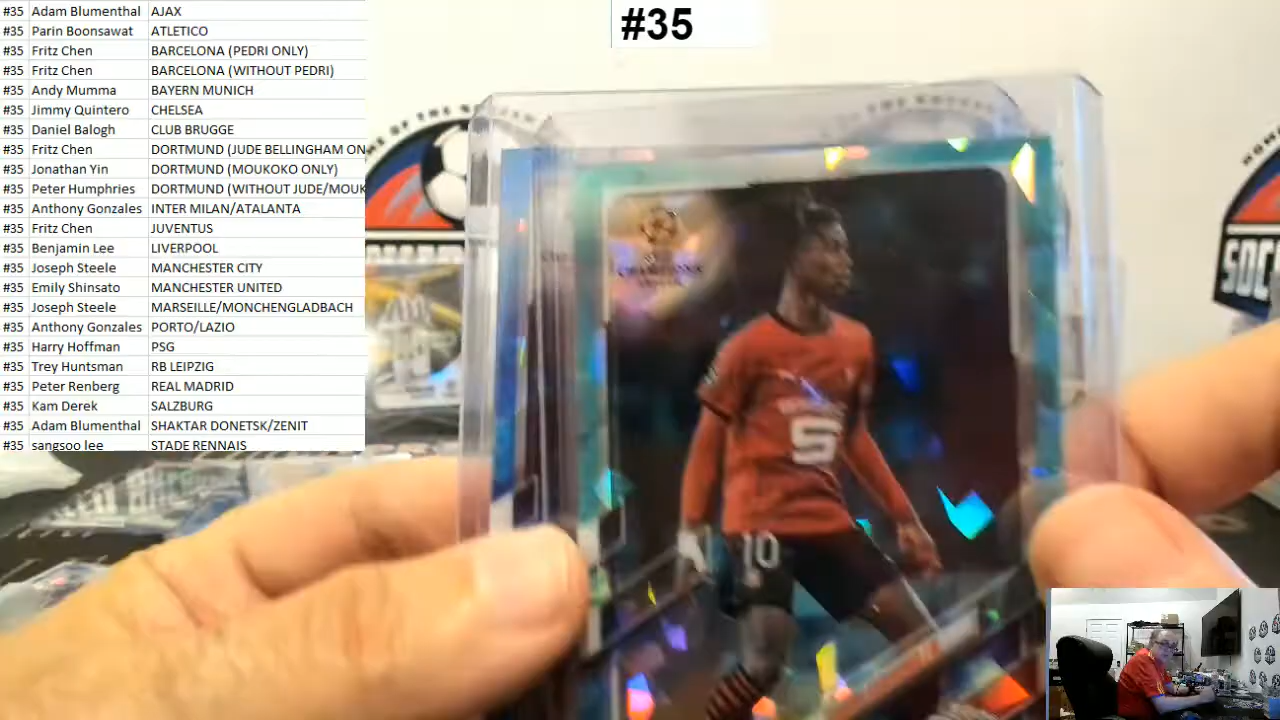 #35 Adam Blumenthal AJAX
#35 Parin Boonsawat ATLETICO
#35 Fritz Chen BARCELONA (PEDRI ONLY)
#35 Fritz Chen BARCELONA (WITHOUT PEDRI)
#35 Andy Mumma BAYERN MUNICH
#35 Jimmy Quintero CHELSEA
#35 Daniel Balogh CLUB BRUGGE
#35 Fritz Chen DORTMUND (JUDE BELLINGHAM ON
#35 Jonathan Yin DORTMUND (MOUKOKO ONLY)
#35 Peter Humphries DORTMUND (WITHOUT JUDE/MOUK
#35 Anthony Gonzales INTER MILAN/ATALANTA
#35 Fritz Chen JUVENTUS
#35 Benjamin Lee LIVERPOOL
#35 Joseph Steele MANCHESTER CITY
#35 Emily Shinsato MANCHESTER UNITED
#35 Joseph Steele MARSEILLE/MONCHENGLADBACH
#35 Anthony Gonzales PORTO/LAZIO
#35 Harry Hoffman PSG
#35 Trey Huntsman RB LEIPZIG
#35 Peter Renberg REAL MADRID
#35 Kam Derek SALZBURG
#35 Adam Blumenthal SHAKTAR DONETSK/ZENIT
#35 sangsoo lee STADE RENNAIS
#35
CHAMPIONS
LEAGUE
S
10
SOC